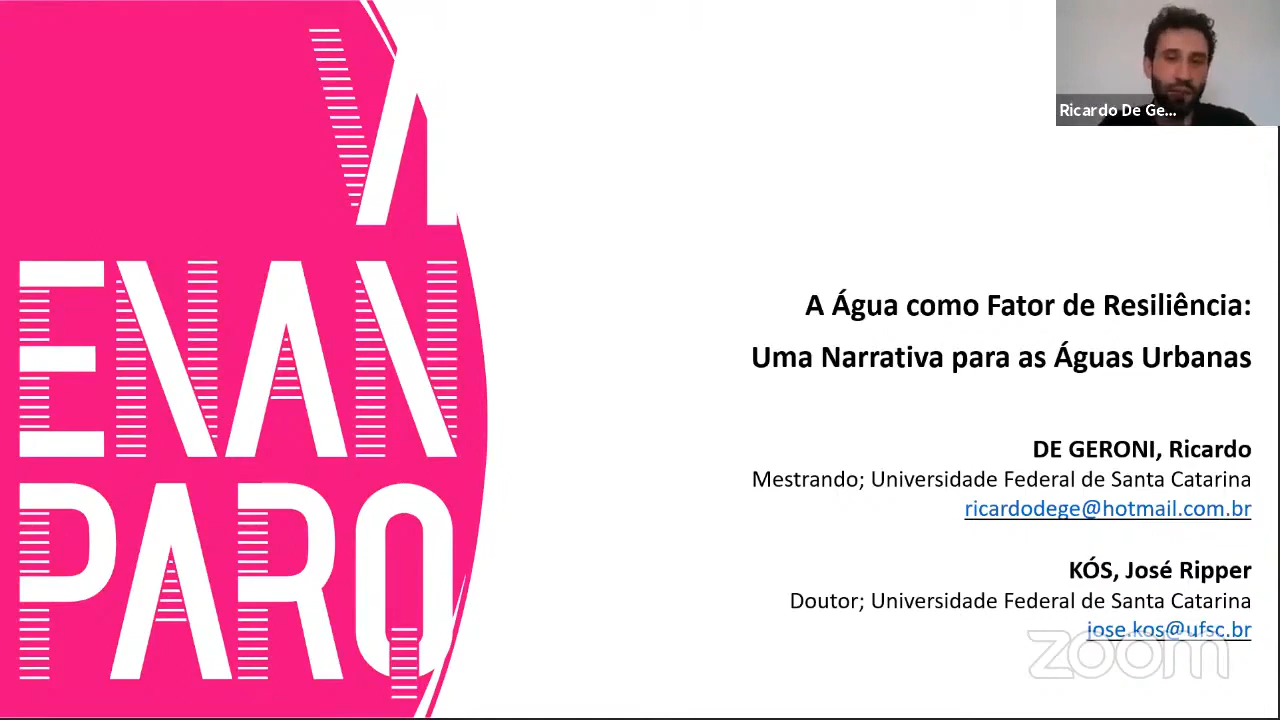 ENAN
PARQ
Ricardo De Ge...
A Água como Fator de Resiliência:
Uma Narrativa para as Águas Urbanas
DE GERONI, Ricardo
Mestrando; Universidade Federal de Santa Catarina
ricardodege@hotmail.com.br
KÓS, José Ripper
Doutor; Universidade Federal de Santa Catarina
jose.kos@ufsc.br
zoom